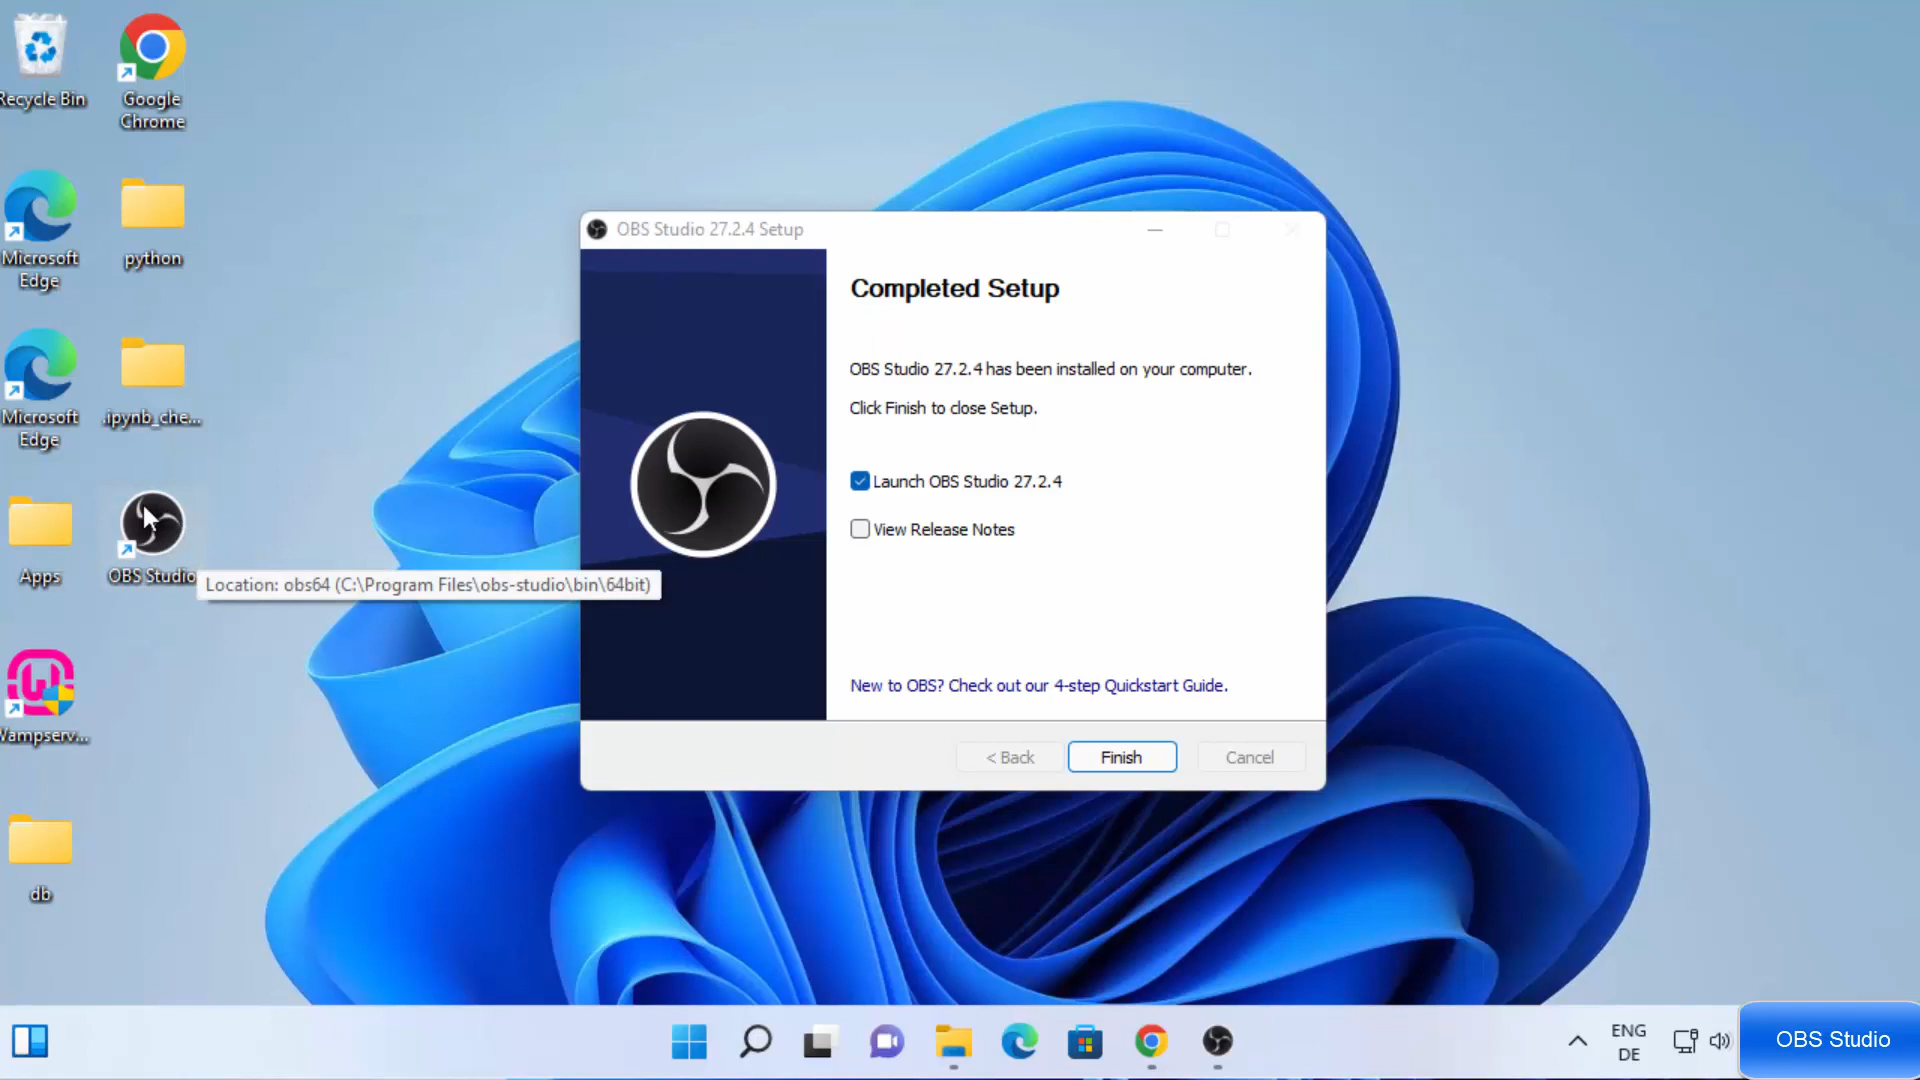 Recycle Bin
Google
Chrome
Microsoft
Edge
python
Microsoft
Edge
.ipynb_che...
Apps
OBS Studio
Location: obs64 (C:\Program Files\obs-studio\bin\64bit)
Wampserv...
db
OBS Studio 27.2.4 Setup
Completed Setup
OBS Studio 27.2.4 has been installed on your computer.
Click Finish to close Setup.
Launch OBS Studio 27.2.4
View Release Notes
New to OBS? Check out our 4-step Quickstart Guide.
< Back
Finish
Cancel
ENG
DE
OBS Studio